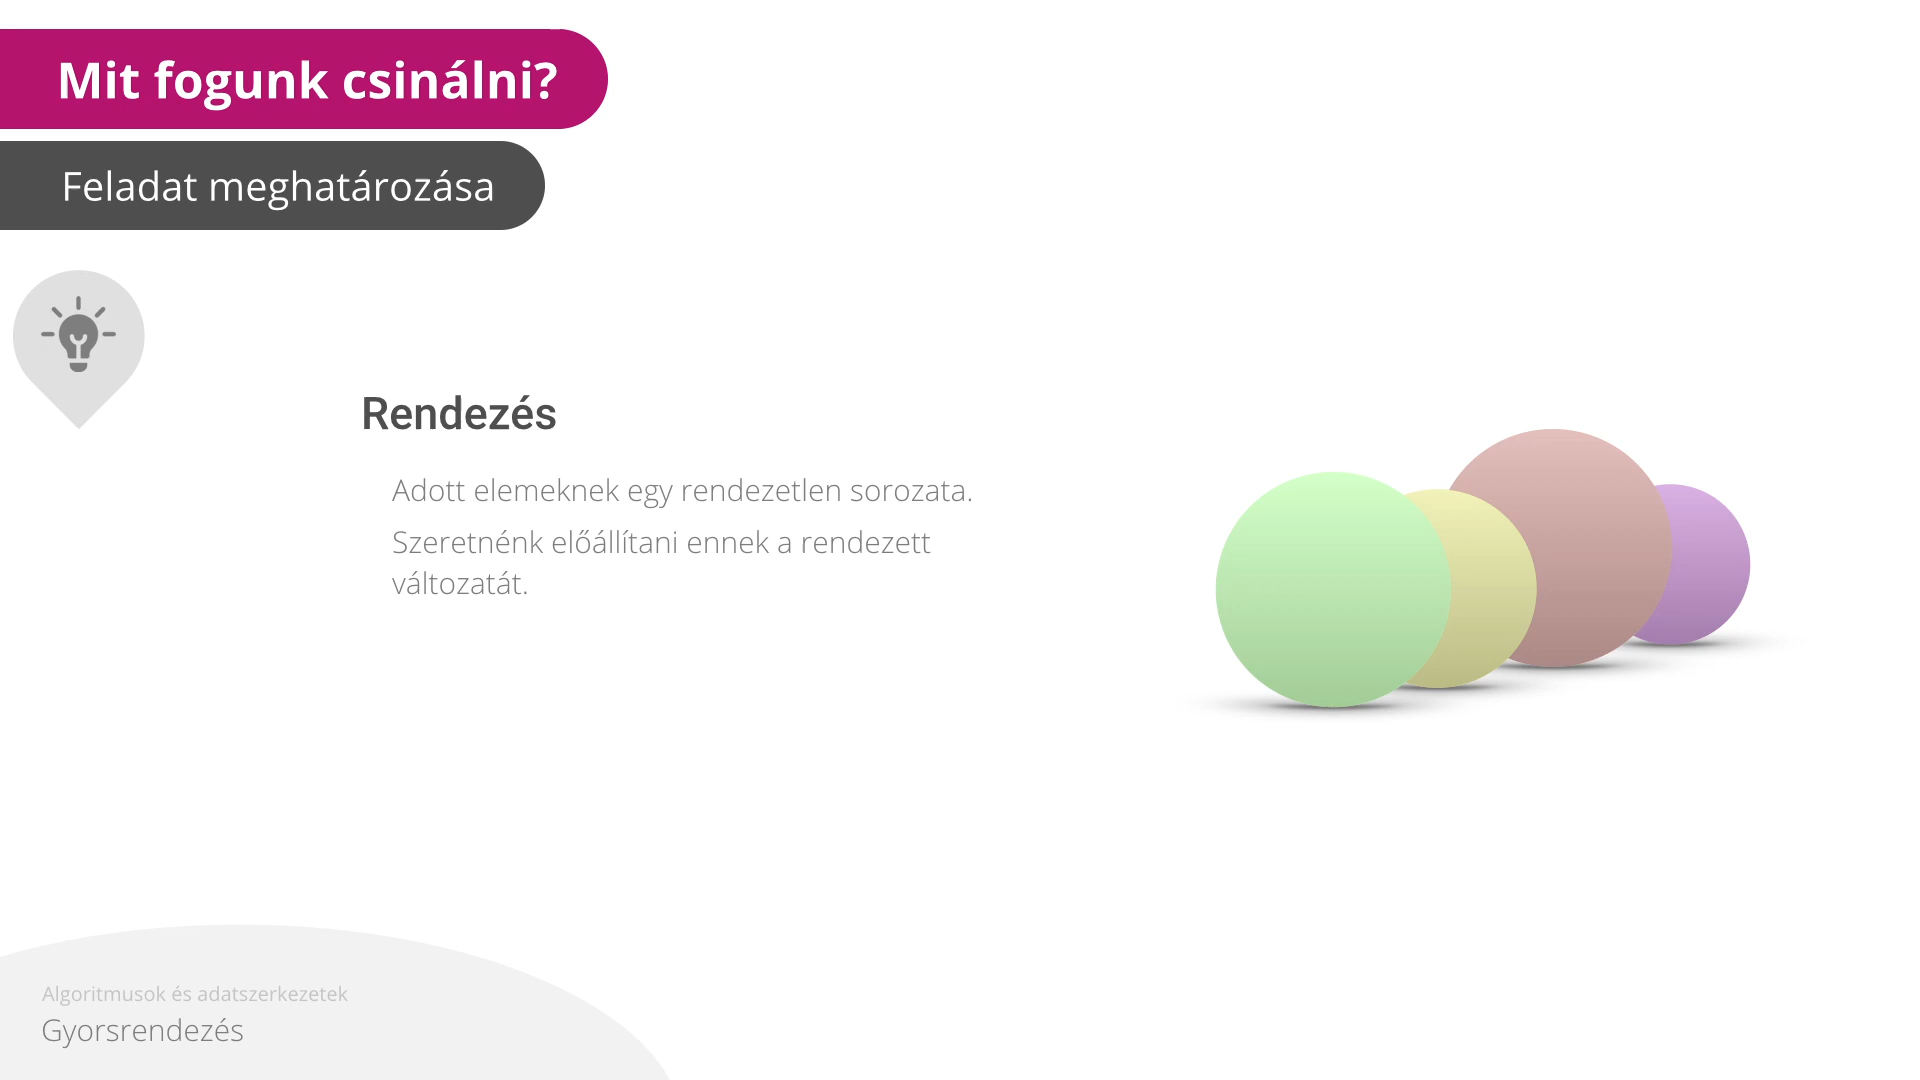 Mit fogunk csinálni?
Feladat meghatározása
Rendezés
Adott elemeknek egy rendezetlen sorozata.
Szeretnénk előállítani ennek a rendezett
változatát.
Algoritmusok és adatszerkezetek
Gyorsrendezés